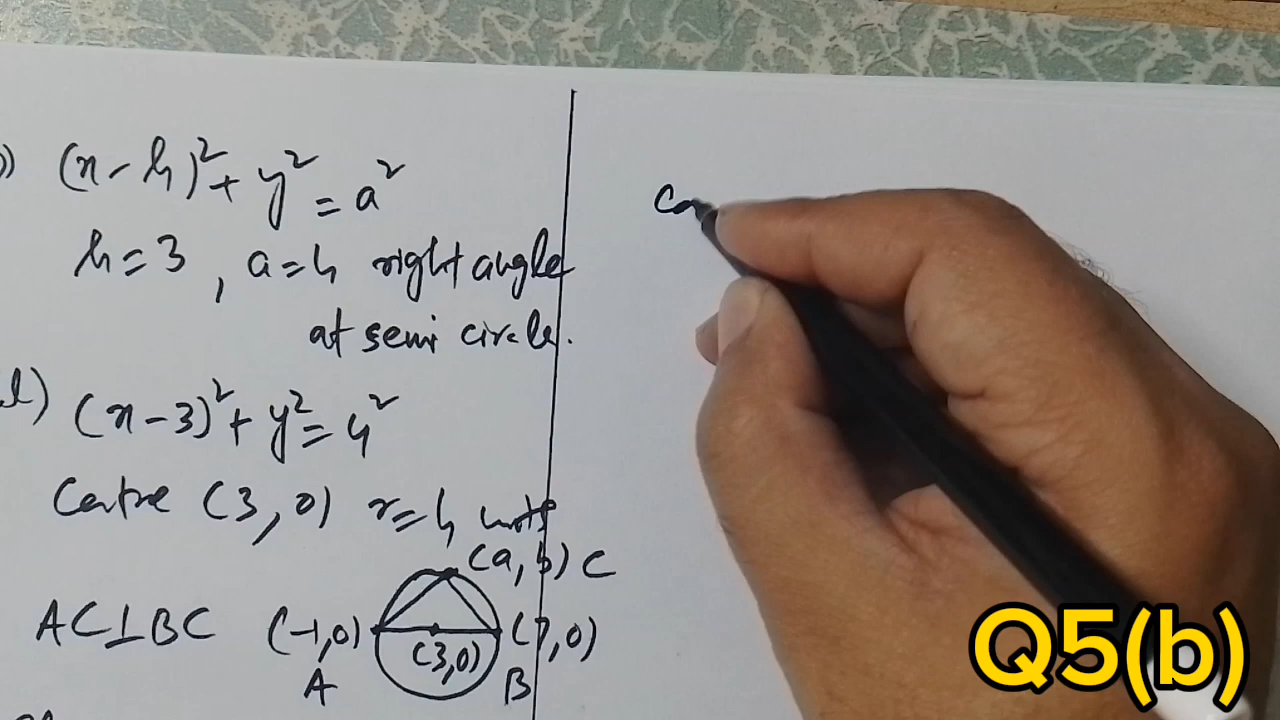 (x-h)² + y² = a²
h=3, a=4 right angle
at semi circle.
(x-3)² + y² = 4²
Centre (3,0) r=4 units
(a,b) C
AC⊥BC (-1,0) (3,0) (7,0)
A B
Q5(b)